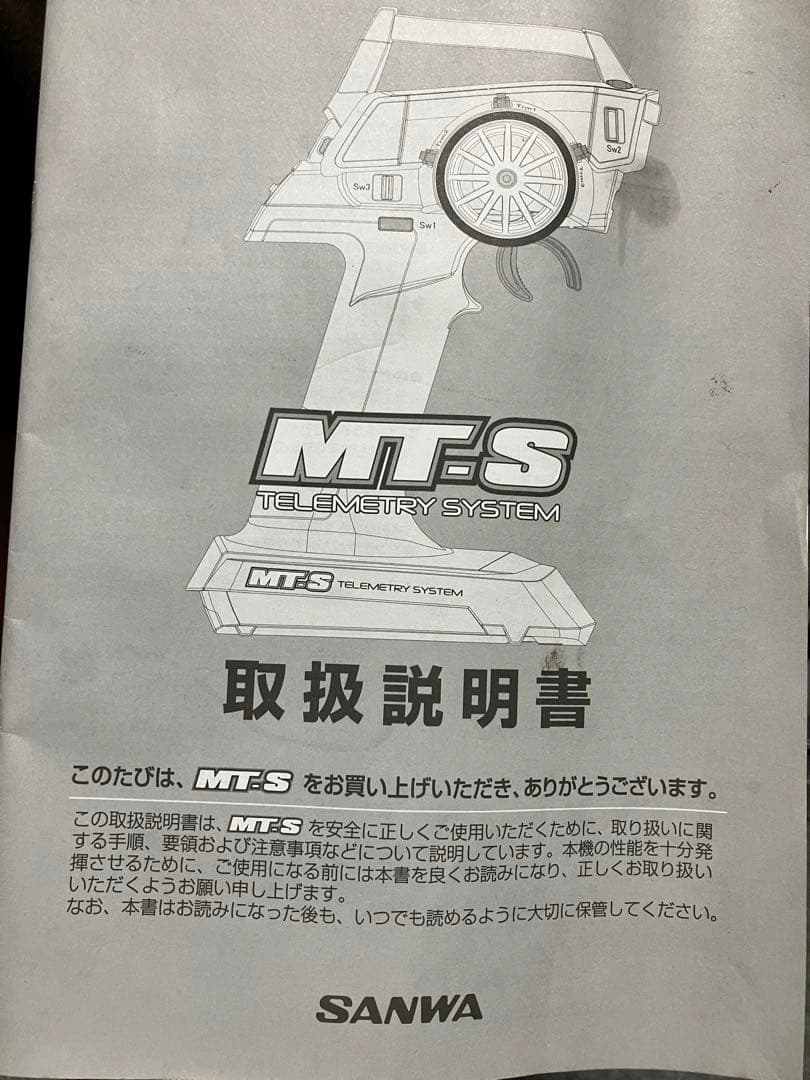 Trim1
Trim2
Trim3
Sw2
Sw3
Sw1
MT-S
TELEMETRY SYSTEM
MT-S TELEMETRY SYSTEM
取扱説明書
このたびは、MT-S をお買い上げいただき、ありがとうございます。
この取扱説明書は、MT-S を安全に正しくご使用いただくために、取り扱いに関
する手順、要領および注意事項などについて説明しています。本機の性能を十分発
揮させるために、ご使用になる前には本書を良くお読みになり、正しくお取り扱い
いただくようお願い申し上げます。
なお、本書はお読みになった後も、いつでも読めるように大切に保管してください。
SANWA